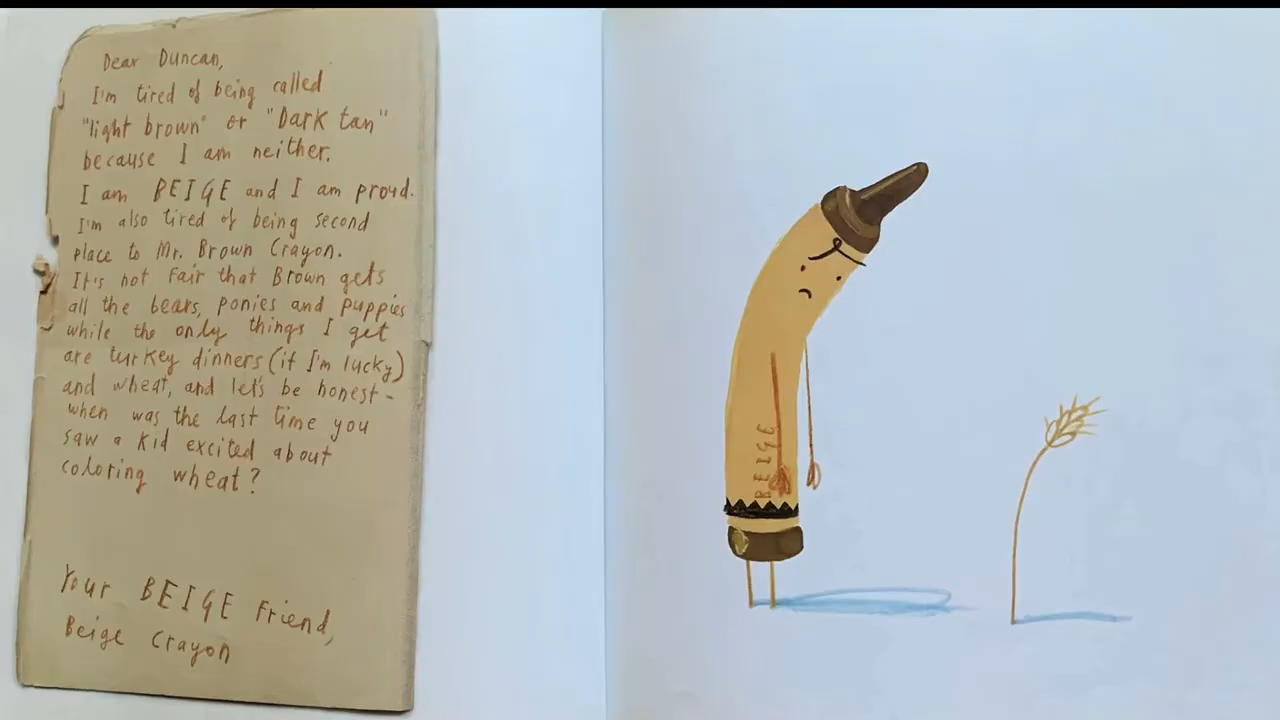 Dear Duncan,
I'm tired of being called
"light brown" or "Dark tan"
because I am neither.
I am BEIGE and I am proud.
I'm also tired of being second
place to Mr. Brown Crayon.
It's not fair that Brown gets
all the bears, ponies and puppies
while the only things I get
are turkey dinners (if I'm lucky)
and wheat, and let's be honest-
when was the last time you
saw a kid excited about
coloring wheat?
Your BEIGE friend,
Beige Crayon
BEIGE